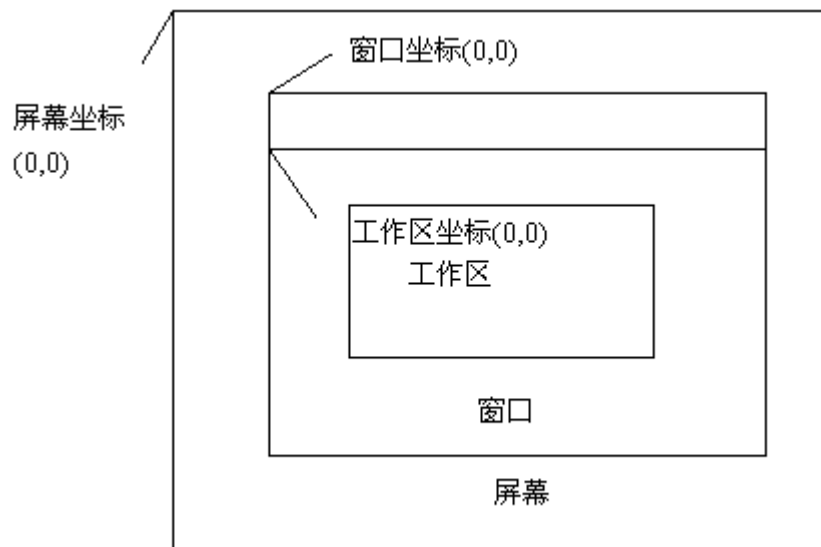 窗口坐标(0,0)
屏幕坐标
(0,0)
工作区坐标(0,0)
工作区
窗口
屏幕